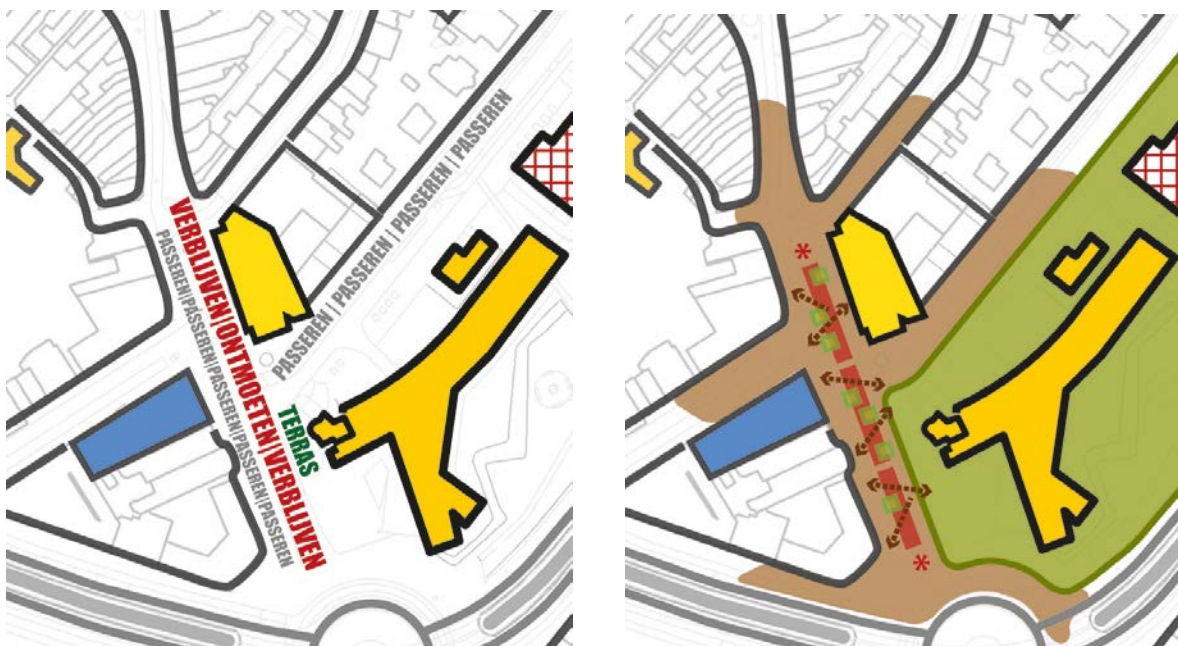 PASSEREN | PASSEREN | PASSEREN | PASSEREN
VERBLIJVEN|ONTMOETEN|VERBLIJVEN
PASSEREN|PASSEREN|PASSEREN|PASSEREN|PASSEREN|PASSEREN
TERRAS
*
*